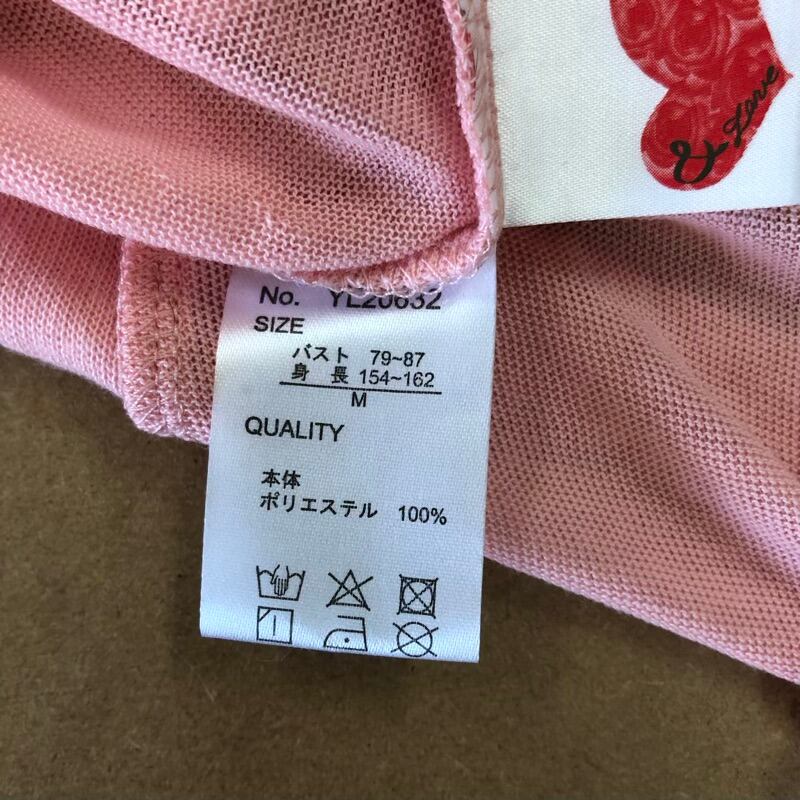 & Love
No. YL20632
SIZE
バスト 79~87
身 長 154~162
M
QUALITY
本体
ポリエステル 100%